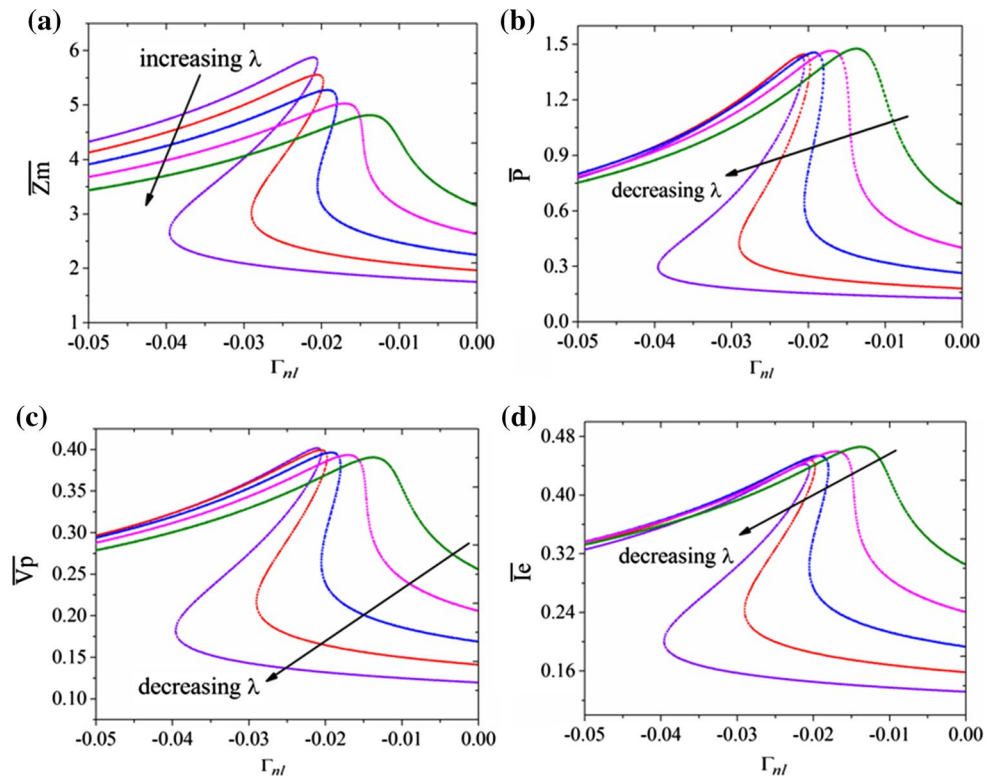 (a)
6
5
4
3
2
1
increasing λ
Z̅m̅
-0.05 -0.04 -0.03 -0.02 -0.01 0.00
Γnl
(b)
1.5
1.2
0.9
0.6
0.3
0.0
decreasing λ
P̅
-0.05 -0.04 -0.03 -0.02 -0.01 0.00
Γnl
(c)
0.40
0.35
0.30
0.25
0.20
0.15
0.10
decreasing λ
V̅p̅
-0.05 -0.04 -0.03 -0.02 -0.01 0.00
Γnl
(d)
0.48
0.40
0.32
0.24
0.16
decreasing λ
I̅e̅
-0.05 -0.04 -0.03 -0.02 -0.01 0.00
Γnl